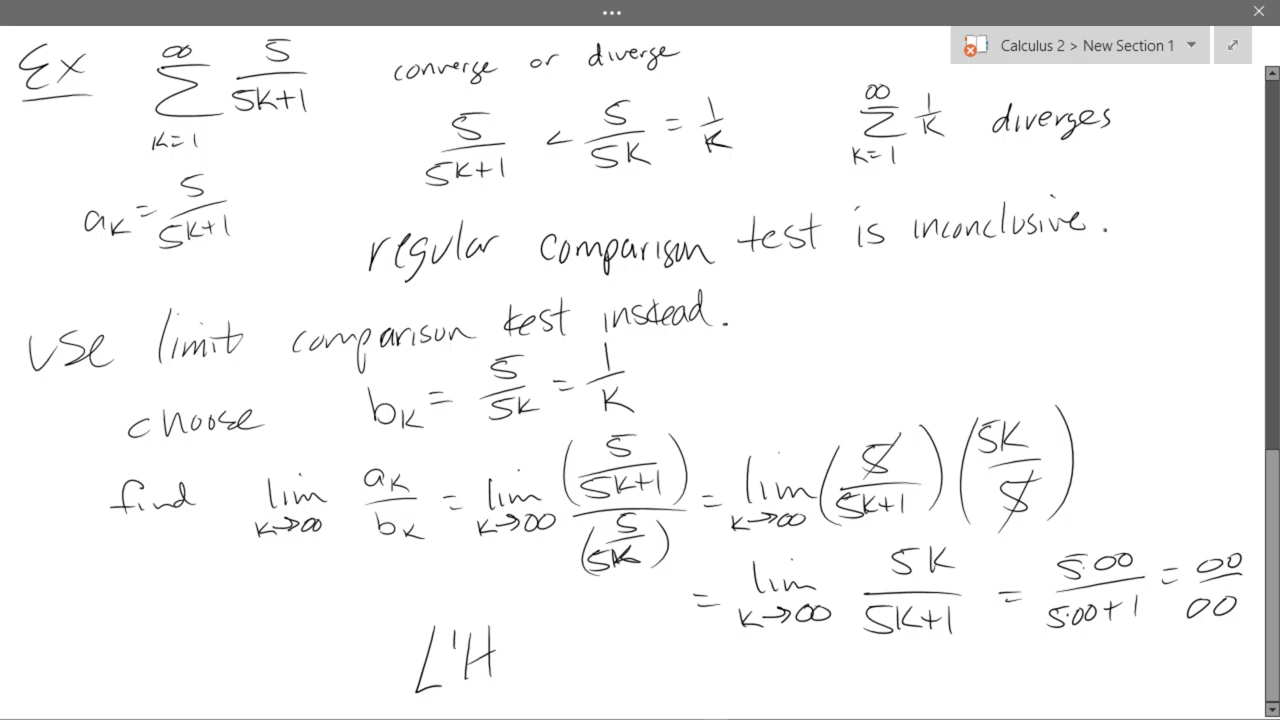 Calculus 2 > New Section 1
Ex ∑_{k=1}^{∞} 5/(5k+1) converge or diverge
5/(5k+1) < 5/(5k) = 1/k
∑_{k=1}^{∞} 1/k diverges
a_k = 5/(5k+1)
regular comparison test is inconclusive.
Use limit comparison test instead.
choose b_k = 5/(5k) = 1/k
find lim_{k→∞} a_k/b_k = lim_{k→∞} (5/(5k+1))/(5/(5k)) = lim_{k→∞} (5/(5k+1)) (5k/5)
= lim_{k→∞} 5k/(5k+1) = 5·∞/(5·∞+1) = ∞/∞
L'H